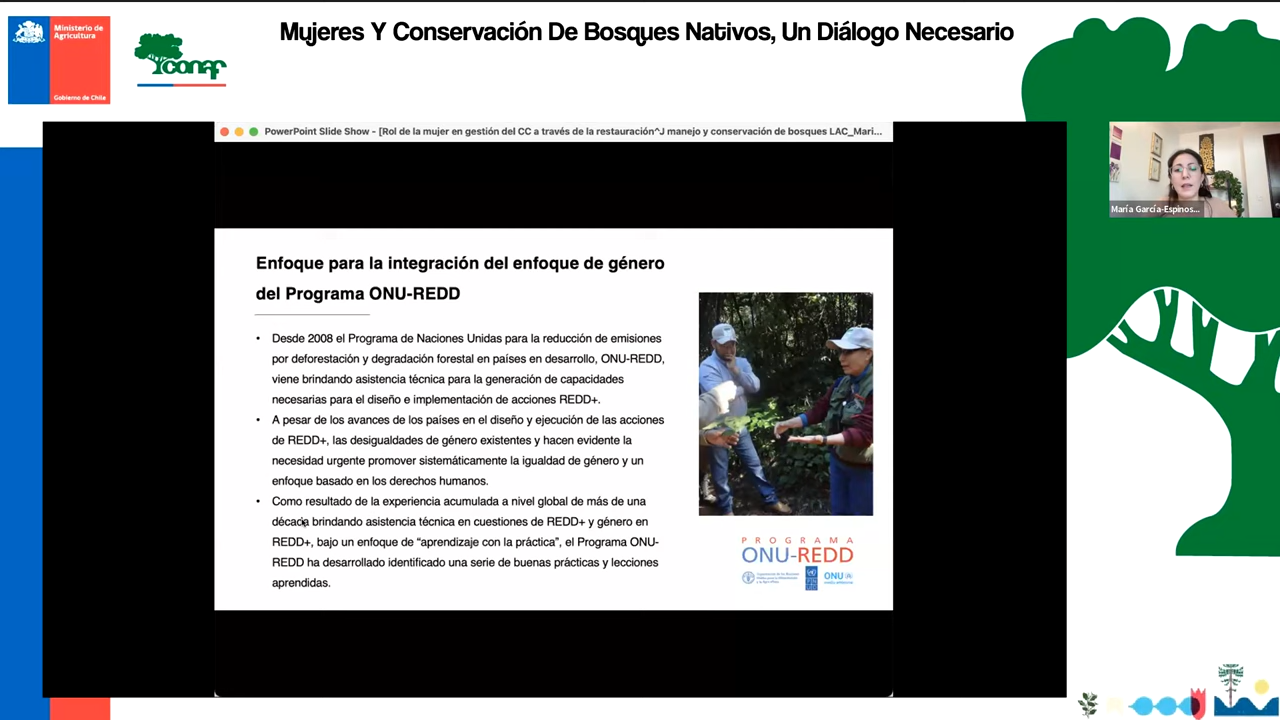 Mujeres Y Conservación De Bosques Nativos, Un Diálogo Necesario
Ministerio de
Agricultura
Gobierno de Chile
conaf
PowerPoint Slide Show - [Rol de la mujer en gestión del CC a través de la restauración^J manejo y conservación de bosques LAC_Mari...
María García-Espinos...
Enfoque para la integración del enfoque de género
del Programa ONU-REDD
• Desde 2008 el Programa de Naciones Unidas para la reducción de emisiones
por deforestación y degradación forestal en países en desarrollo, ONU-REDD,
viene brindando asistencia técnica para la generación de capacidades
necesarias para el diseño e implementación de acciones REDD+.
• A pesar de los avances de los países en el diseño y ejecución de las acciones
de REDD+, las desigualdades de género existentes y hacen evidente la
necesidad urgente promover sistemáticamente la igualdad de género y un
enfoque basado en los derechos humanos.
• Como resultado de la experiencia acumulada a nivel global de más de una
década brindando asistencia técnica en cuestiones de REDD+ y género en
REDD+, bajo un enfoque de “aprendizaje con la práctica”, el Programa ONU-
REDD ha desarrollado identificado una serie de buenas prácticas y lecciones
aprendidas.
PROGRAMA
ONU-REDD
ONU